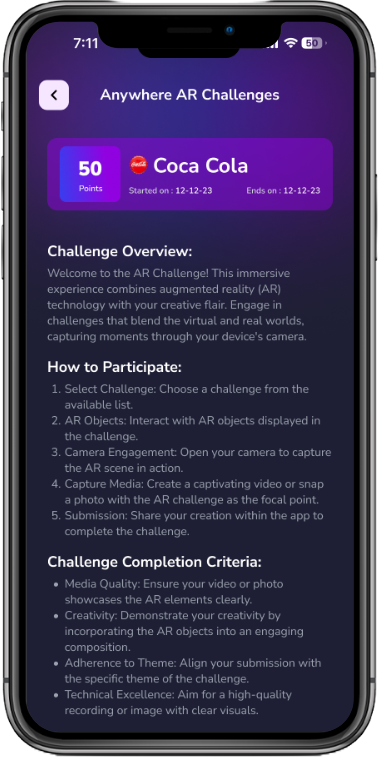 7:11
50
Anywhere AR Challenges
50
Points
Coca Cola
Started on : 12-12-23
Ends on : 12-12-23
Challenge Overview:
Welcome to the AR Challenge! This immersive
experience combines augmented reality (AR)
technology with your creative flair. Engage in
challenges that blend the virtual and real worlds,
capturing moments through your device's camera.
How to Participate:
1. Select Challenge: Choose a challenge from the
available list.
2. AR Objects: Interact with AR objects displayed in
the challenge.
3. Camera Engagement: Open your camera to capture
the AR scene in action.
4. Capture Media: Create a captivating video or snap
a photo with the AR challenge as the focal point.
5. Submission: Share your creation within the app to
complete the challenge.
Challenge Completion Criteria:
• Media Quality: Ensure your video or photo
showcases the AR elements clearly.
• Creativity: Demonstrate your creativity by
incorporating the AR objects into an engaging
composition.
• Adherence to Theme: Align your submission with
the specific theme of the challenge.
• Technical Excellence: Aim for a high-quality
recording or image with clear visuals.